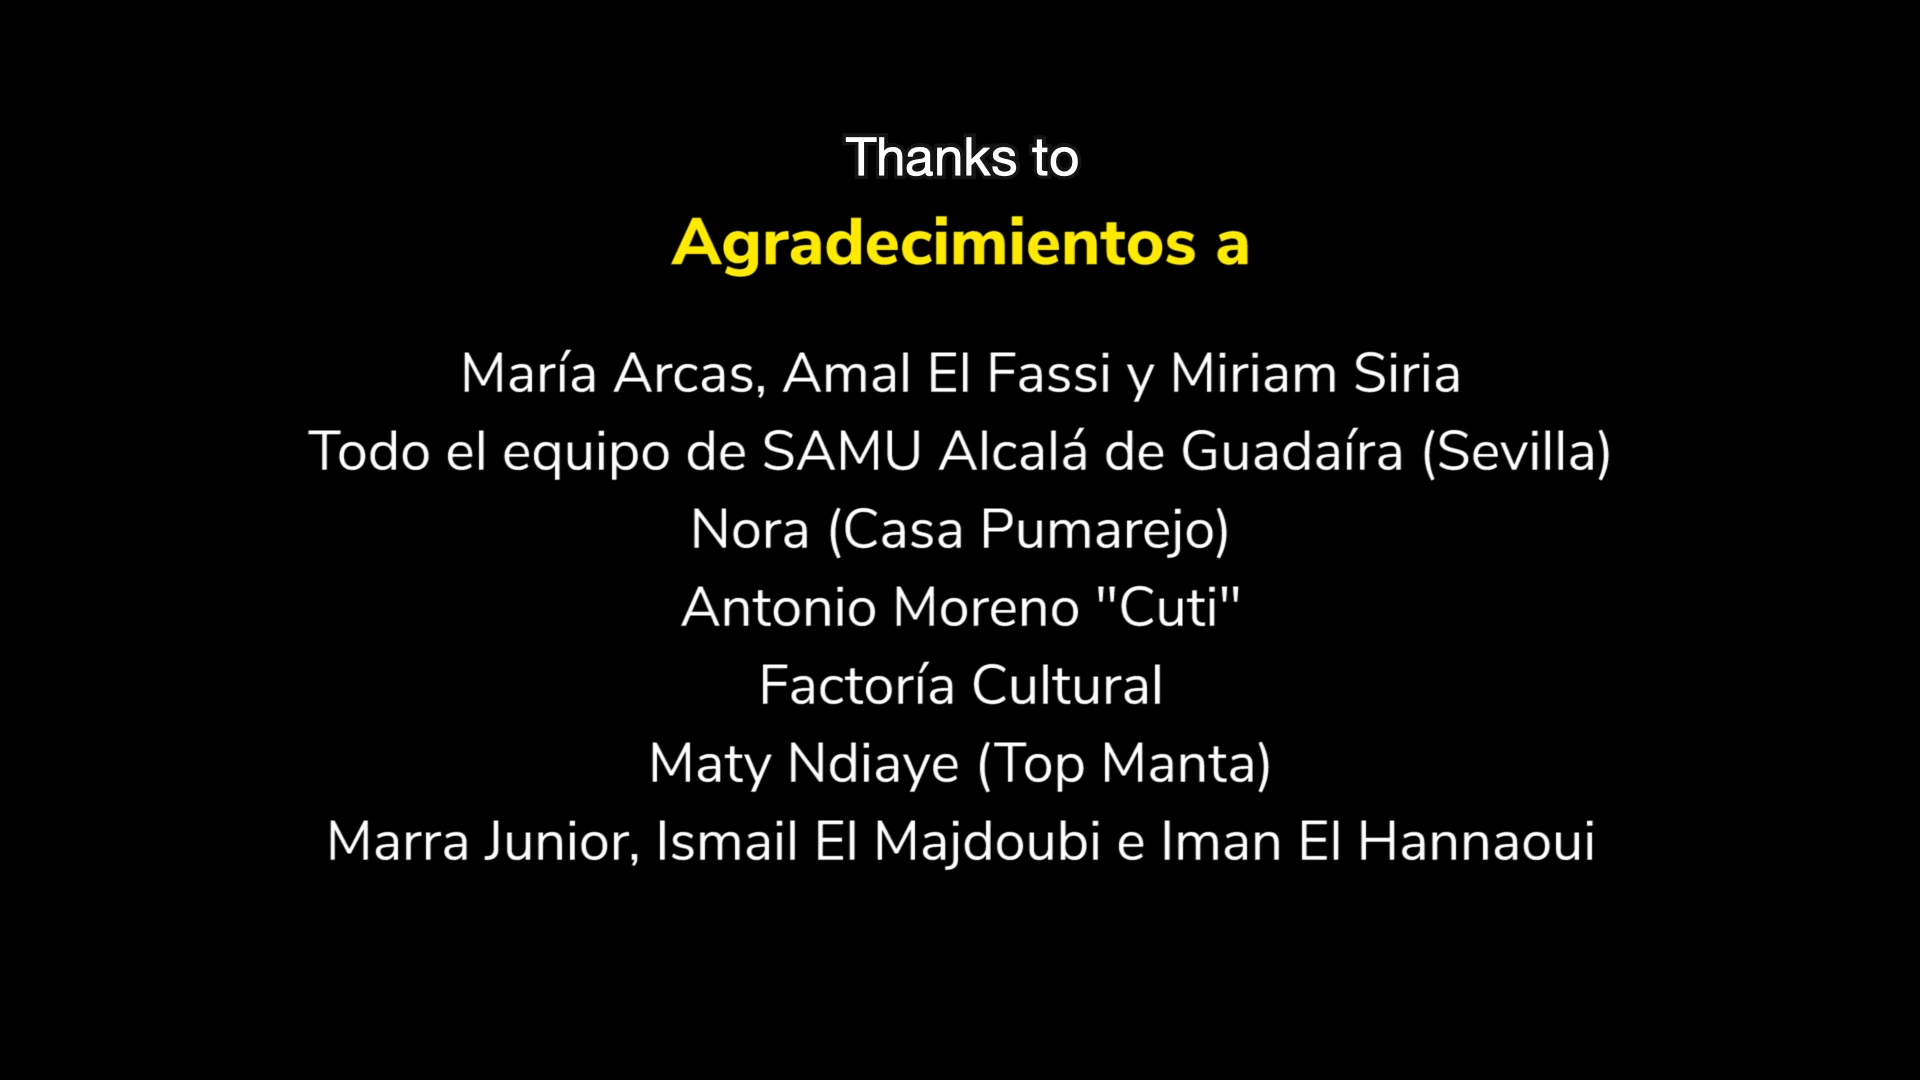 Thanks to
Agradecimientos a
María Arcas, Amal El Fassi y Miriam Siria
Todo el equipo de SAMU Alcalá de Guadaíra (Sevilla)
Nora (Casa Pumarejo)
Antonio Moreno "Cuti"
Factoría Cultural
Maty Ndiaye (Top Manta)
Marra Junior, Ismail El Majdoubi e Iman El Hannaoui